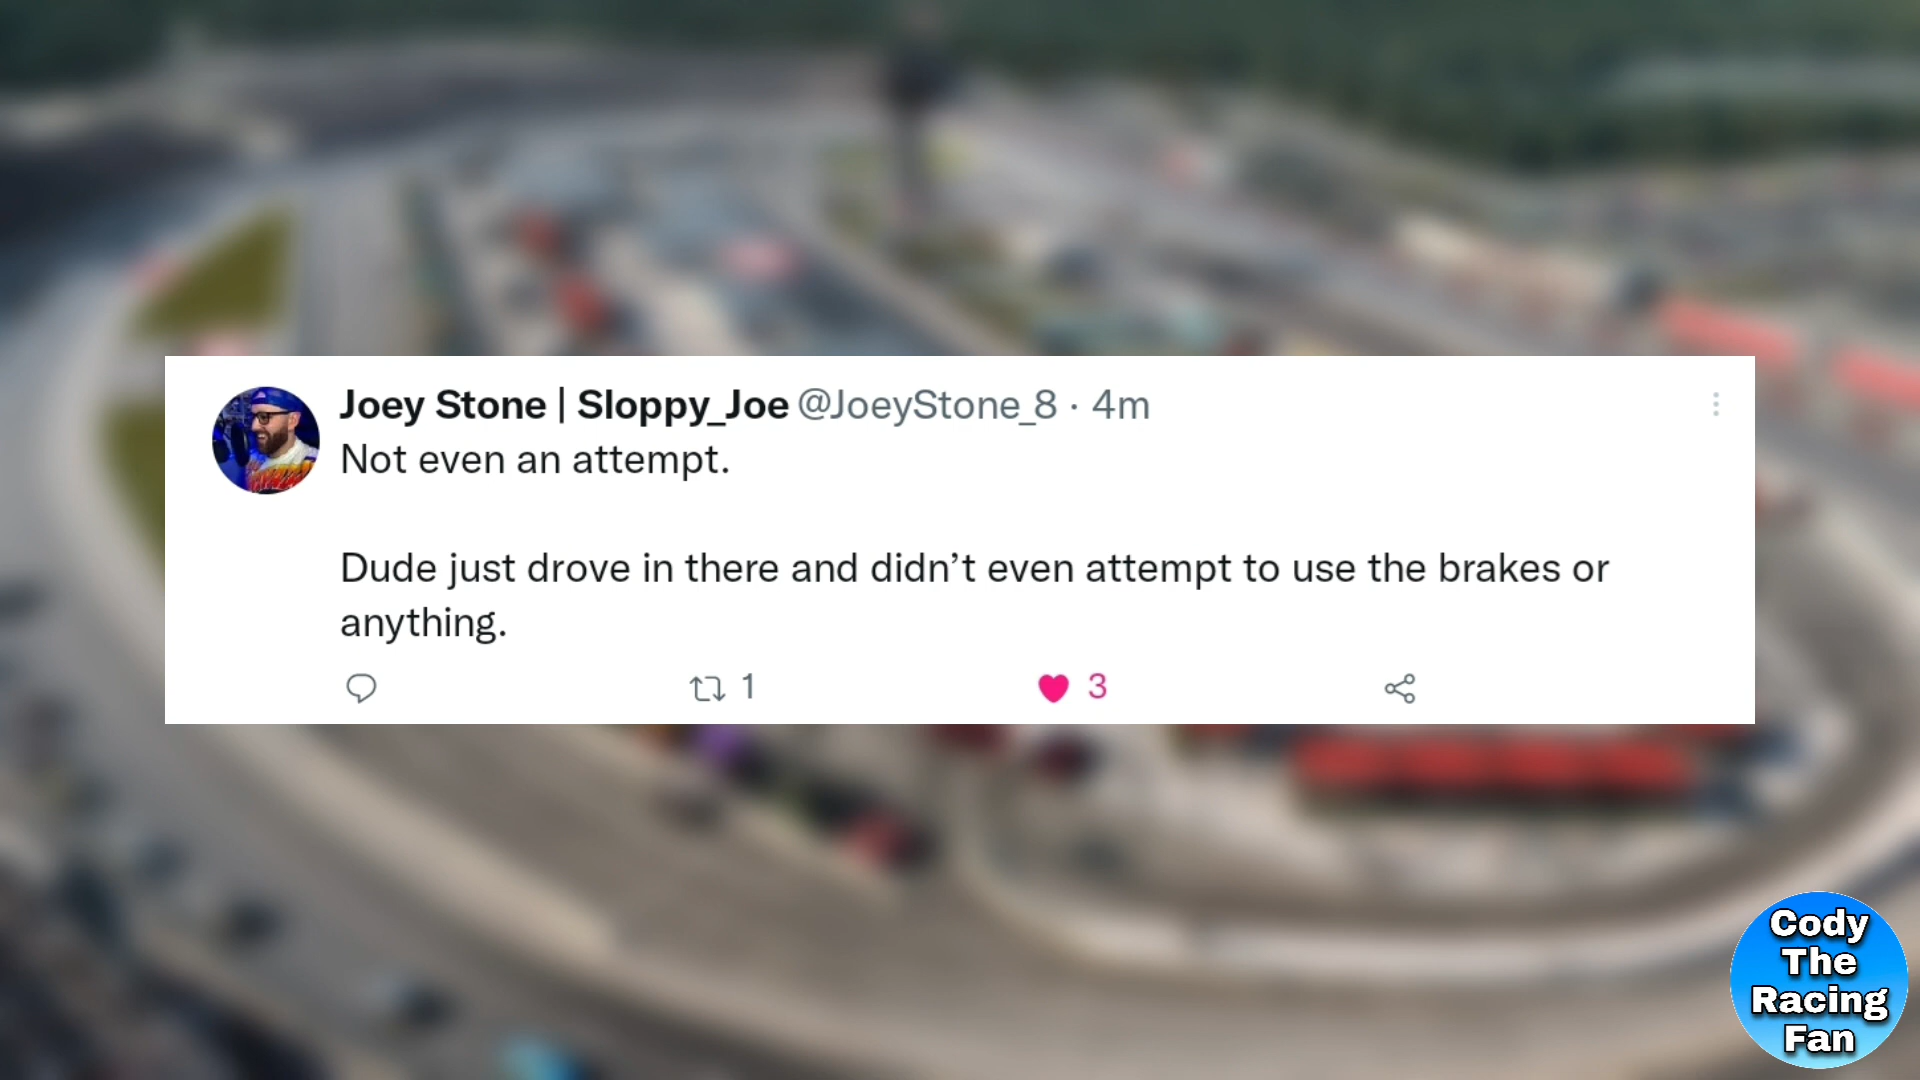 Joey Stone | Sloppy_Joe @JoeyStone_8 · 4m
Not even an attempt.
Dude just drove in there and didn’t even attempt to use the brakes or
anything.
1
3
Cody
The
Racing
Fan